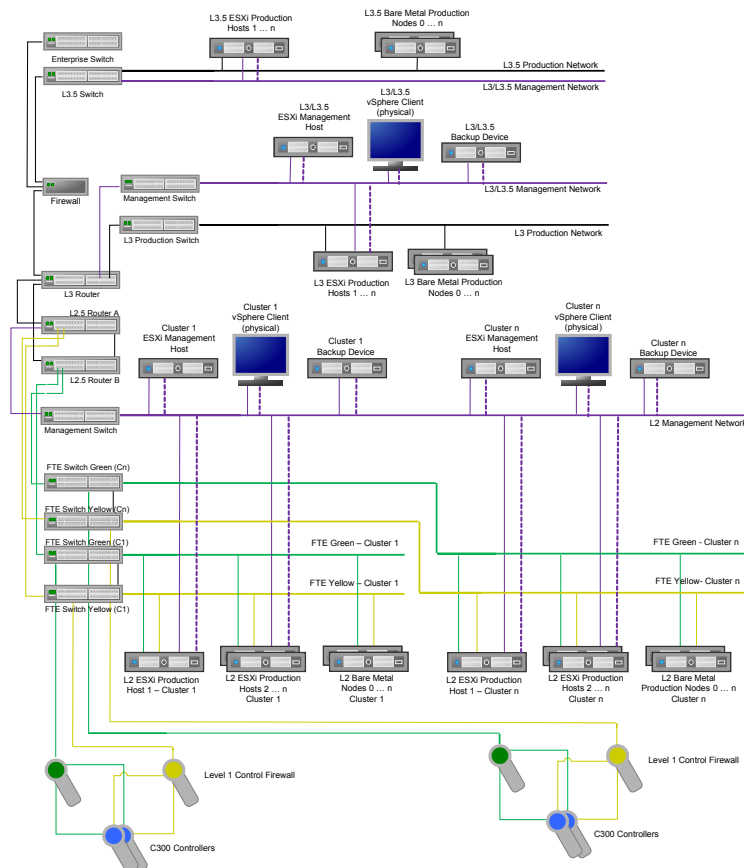 L3.5 ESXi Production
Hosts 1 ... n
L3.5 Bare Metal Production
Nodes 0 ... n
Enterprise Switch
L3.5 Production Network
L3.5 Switch
L3/L3.5 Management Network
L3/L3.5
ESXi Management
Host
L3/L3.5
vSphere Client
(physical)
L3/L3.5
Backup Device
Firewall
Management Switch
L3/L3.5 Management Network
L3 Production Switch
L3 Production Network
L3 Router
L3 ESXi Production
Hosts 1 ... n
L3 Bare Metal Production
Nodes 0 ... n
L2.5 Router A
Cluster 1
ESXi Management
Host
Cluster 1
vSphere Client
(physical)
Cluster 1
Backup Device
Cluster n
ESXi Management
Host
Cluster n
vSphere Client
(physical)
Cluster n
Backup Device
L2.5 Router B
Management Switch
L2 Management Network
FTE Switch Green (Cn)
FTE Switch Yellow (Cn)
FTE Switch Green (C1)
FTE Green – Cluster 1
FTE Green - Cluster n
FTE Yellow – Cluster 1
FTE Yellow- Cluster n
FTE Switch Yellow (C1)
L2 ESXi Production
Host 1 – Cluster 1
L2 ESXi Production
Hosts 2 ... n
Cluster 1
L2 Bare Metal
Nodes 0 ... n
Cluster 1
L2 ESXi Production
Host 1 – Cluster n
L2 ESXi Production
Hosts 2 ... n
Cluster n
L2 Bare Metal
Production Nodes 0 ... n
Cluster n
Level 1 Control Firewall
Level 1 Control Firewall
C300 Controllers
C300 Controllers